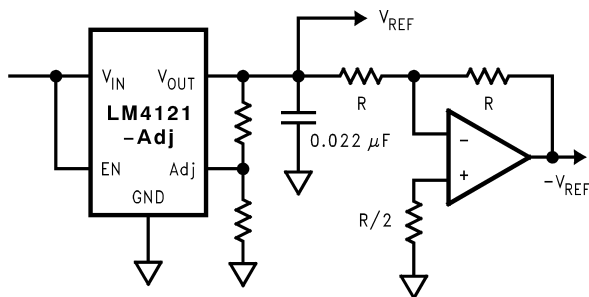 VREF
VIN
VOUT
LM4121
–Adj
EN
Adj
GND
0.022 μF
R
R
–
+
R/2
–VREF